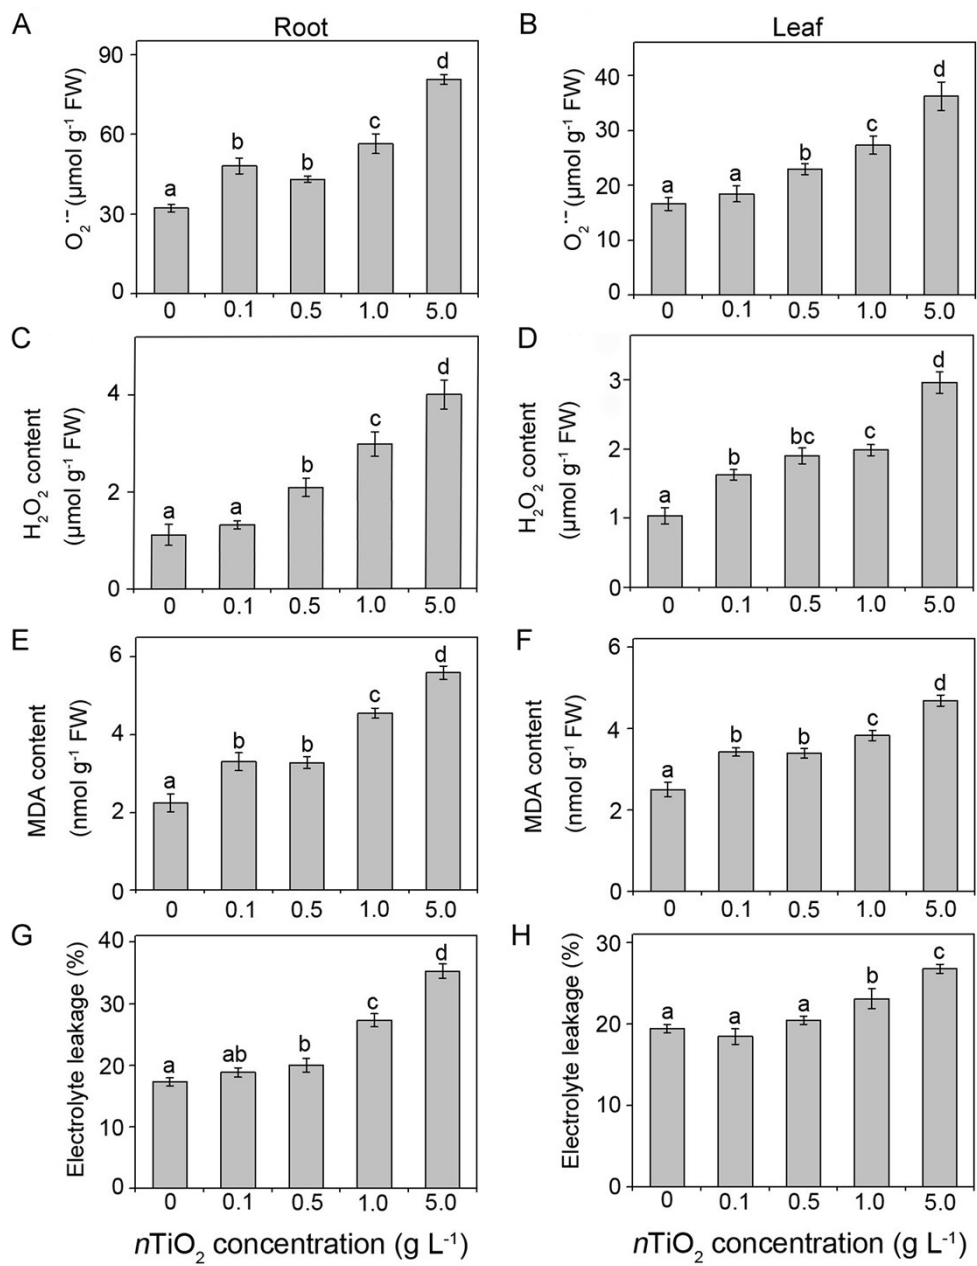 A
Root
O₂·⁻ (μmol g⁻¹ FW)
90
60
30
0
a
b
b
c
d
0 0.1 0.5 1.0 5.0
B
Leaf
O₂·⁻ (μmol g⁻¹ FW)
40
30
20
10
0
a
a
b
c
d
0 0.1 0.5 1.0 5.0
C
H₂O₂ content
(μmol g⁻¹ FW)
4
2
0
a
a
b
c
d
0 0.1 0.5 1.0 5.0
D
H₂O₂ content
(μmol g⁻¹ FW)
3
2
1
0
a
b
bc
c
d
0 0.1 0.5 1.0 5.0
E
MDA content
(nmol g⁻¹ FW)
6
4
2
0
a
b
b
c
d
0 0.1 0.5 1.0 5.0
F
MDA content
(nmol g⁻¹ FW)
6
4
2
0
a
b
b
c
d
0 0.1 0.5 1.0 5.0
G
Electrolyte leakage (%)
40
30
20
10
0
a
ab
b
c
d
0 0.1 0.5 1.0 5.0
nTiO₂ concentration (g L⁻¹)
H
Electrolyte leakage (%)
30
20
10
0
a
a
a
b
c
0 0.1 0.5 1.0 5.0
nTiO₂ concentration (g L⁻¹)